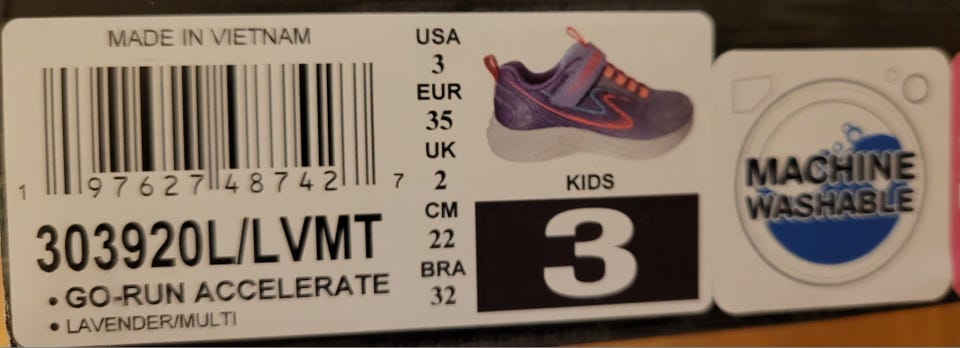 MADE IN VIETNAM
1 97627 48742 7
303920L/LVMT
• GO-RUN ACCELERATE
• LAVENDER/MULTI
USA
3
EUR
35
UK
2
CM
22
BRA
32
KIDS
3
MACHINE
WASHABLE